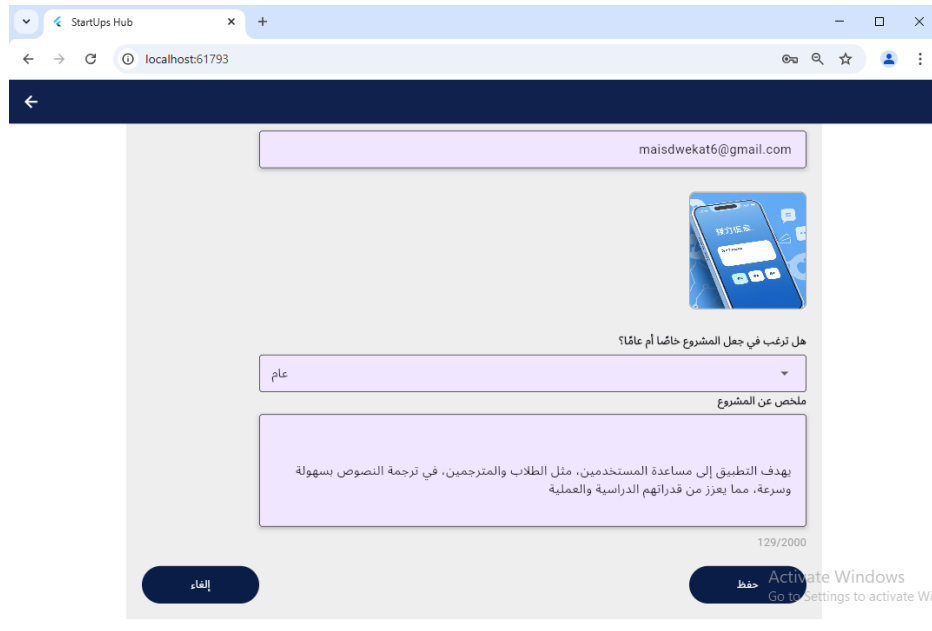 StartUps Hub
localhost:61793
maisdwekat6@gmail.com
هل ترغب في جعل المشروع خاصًا أم عامًا؟
عام
ملخص عن المشروع
يهدف التطبيق إلى مساعدة المستخدمين، مثل الطلاب والمترجمين، في ترجمة النصوص بسهولة
وسرعة، مما يعزز من قدراتهم الدراسية والعملية
129/2000
حفظ
إلغاء
Activate Windows
Go to Settings to activate Wi